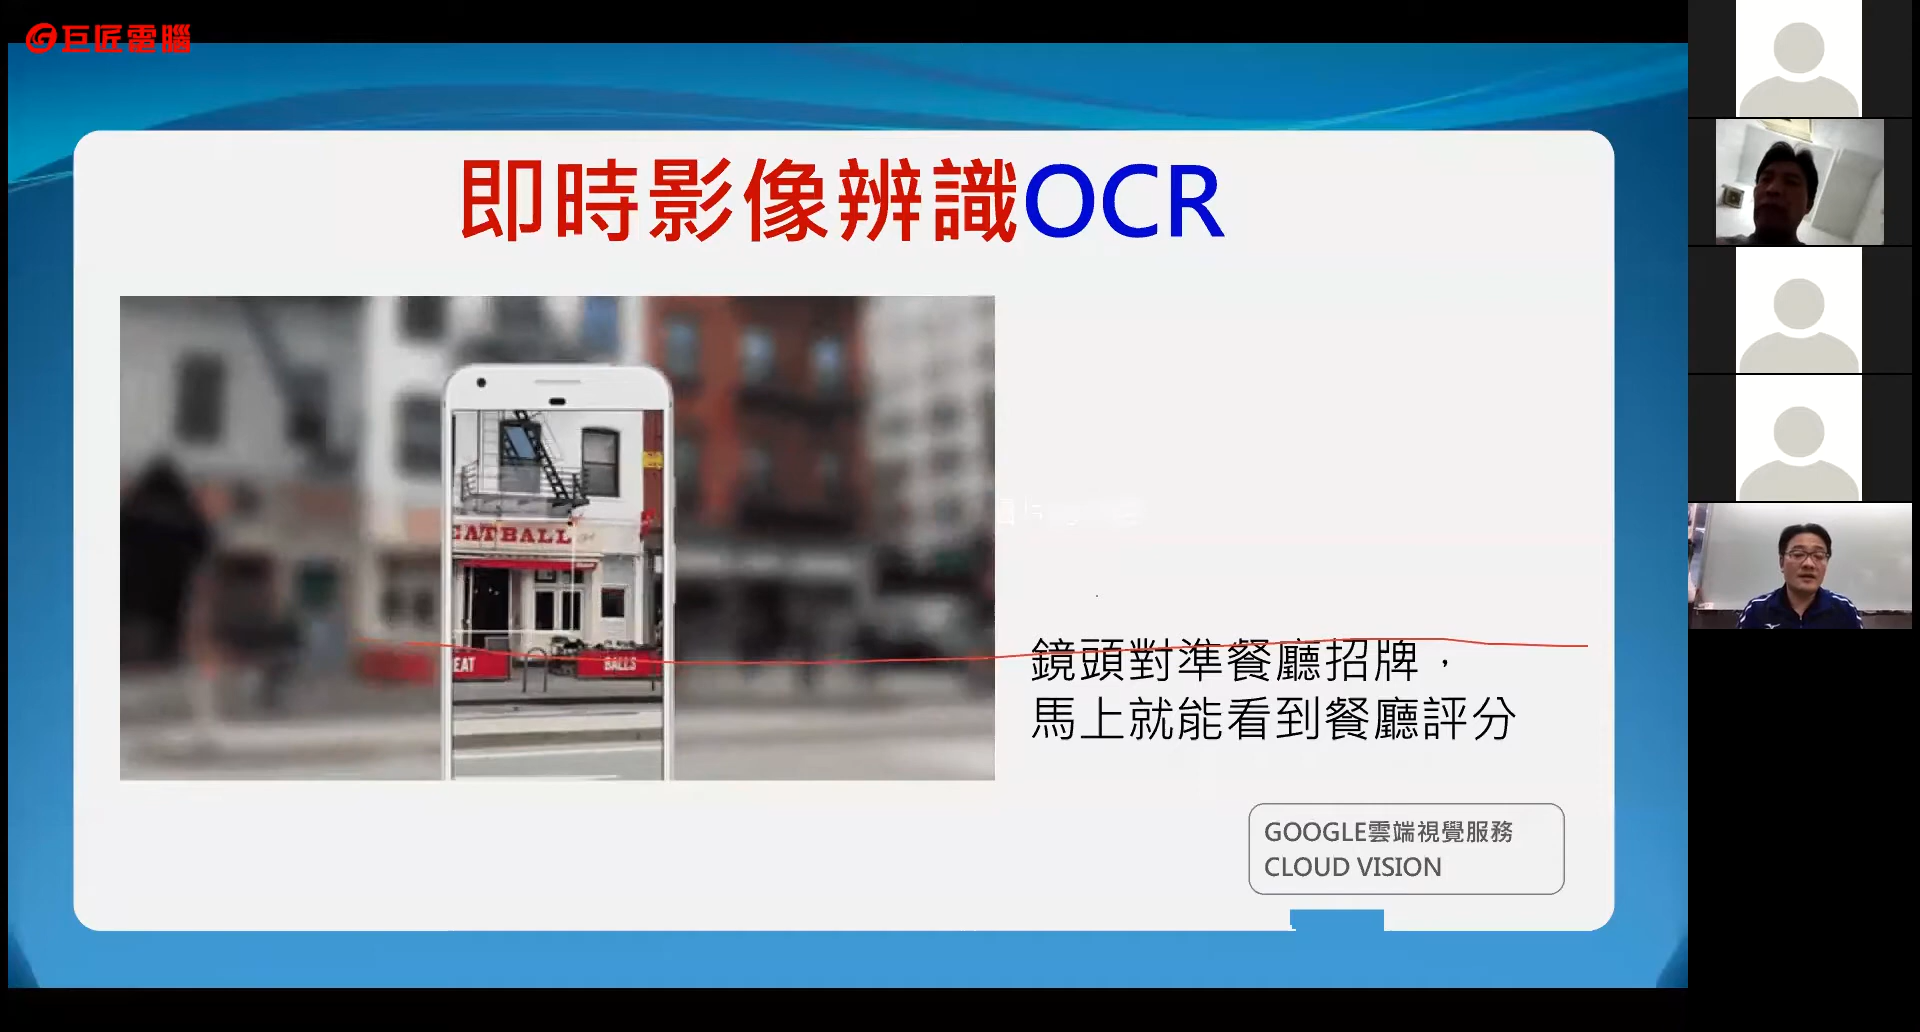 巨匠電腦
即時影像辨識OCR
EATBALL
EAT
BALLS
鏡頭對準餐廳招牌，
馬上就能看到餐廳評分
GOOGLE雲端視覺服務
CLOUD VISION